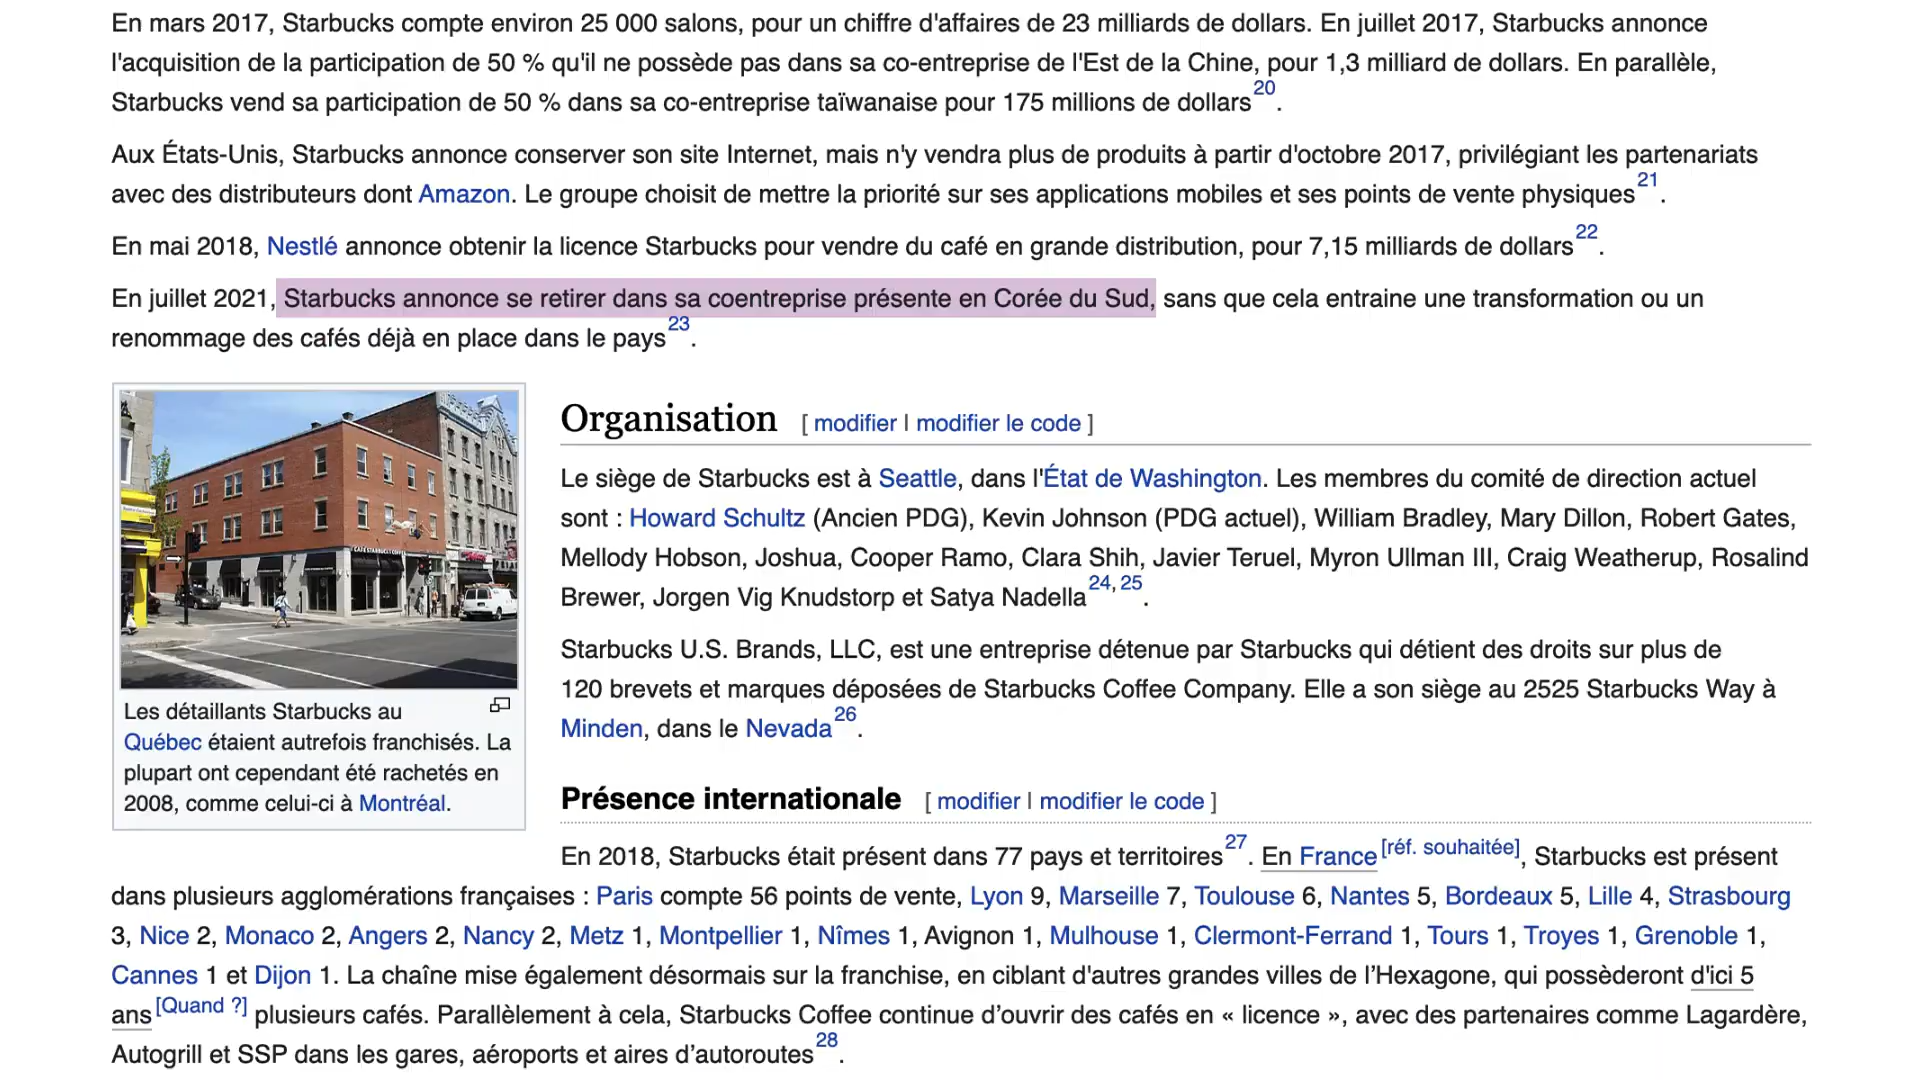 En mars 2017, Starbucks compte environ 25 000 salons, pour un chiffre d'affaires de 23 milliards de dollars. En juillet 2017, Starbucks annonce
l'acquisition de la participation de 50 % qu'il ne possède pas dans sa co-entreprise de l'Est de la Chine, pour 1,3 milliard de dollars. En parallèle,
Starbucks vend sa participation de 50 % dans sa co-entreprise taïwanaise pour 175 millions de dollars20.
Aux États-Unis, Starbucks annonce conserver son site Internet, mais n'y vendra plus de produits à partir d'octobre 2017, privilégiant les partenariats
avec des distributeurs dont Amazon. Le groupe choisit de mettre la priorité sur ses applications mobiles et ses points de vente physiques21.
En mai 2018, Nestlé annonce obtenir la licence Starbucks pour vendre du café en grande distribution, pour 7,15 milliards de dollars22.
En juillet 2021, Starbucks annonce se retirer dans sa coentreprise présente en Corée du Sud, sans que cela entraine une transformation ou un
renommage des cafés déjà en place dans le pays23.
Organisation [ modifier | modifier le code ]
Le siège de Starbucks est à Seattle, dans l'État de Washington. Les membres du comité de direction actuel
sont : Howard Schultz (Ancien PDG), Kevin Johnson (PDG actuel), William Bradley, Mary Dillon, Robert Gates,
Mellody Hobson, Joshua, Cooper Ramo, Clara Shih, Javier Teruel, Myron Ullman III, Craig Weatherup, Rosalind
Brewer, Jorgen Vig Knudstorp et Satya Nadella24, 25.
Starbucks U.S. Brands, LLC, est une entreprise détenue par Starbucks qui détient des droits sur plus de
120 brevets et marques déposées de Starbucks Coffee Company. Elle a son siège au 2525 Starbucks Way à
Minden, dans le Nevada26.
Les détaillants Starbucks au
Québec étaient autrefois franchisés. La
plupart ont cependant été rachetés en
2008, comme celui-ci à Montréal.
Présence internationale [ modifier | modifier le code ]
En 2018, Starbucks était présent dans 77 pays et territoires27. En France[réf. souhaitée], Starbucks est présent
dans plusieurs agglomérations françaises : Paris compte 56 points de vente, Lyon 9, Marseille 7, Toulouse 6, Nantes 5, Bordeaux 5, Lille 4, Strasbourg
3, Nice 2, Monaco 2, Angers 2, Nancy 2, Metz 1, Montpellier 1, Nîmes 1, Avignon 1, Mulhouse 1, Clermont-Ferrand 1, Tours 1, Troyes 1, Grenoble 1,
Cannes 1 et Dijon 1. La chaîne mise également désormais sur la franchise, en ciblant d'autres grandes villes de l’Hexagone, qui possèderont d'ici 5
ans[Quand ?] plusieurs cafés. Parallèlement à cela, Starbucks Coffee continue d’ouvrir des cafés en « licence », avec des partenaires comme Lagardère,
Autogrill et SSP dans les gares, aéroports et aires d’autoroutes28.